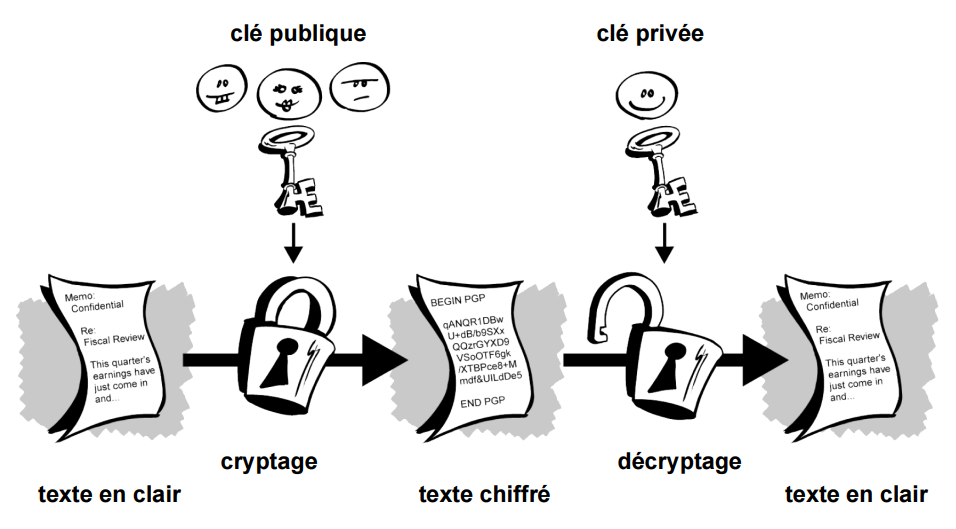 clé publique
clé privée
Memo:
Confidential
Re:
Fiscal Review
This quarter's
earnings have
just come in
and...
BEGIN PGP
qANQR1DBw
U+dB/b9SXx
QQzrGYXD9
VSoOTF6gk
/XTBPce8+M
mdf&UILdDe5
END PGP
Memo:
Confidential
Re:
Fiscal Review
This quarter's
earnings have
just come in
and...
cryptage
décryptage
texte en clair
texte chiffré
texte en clair